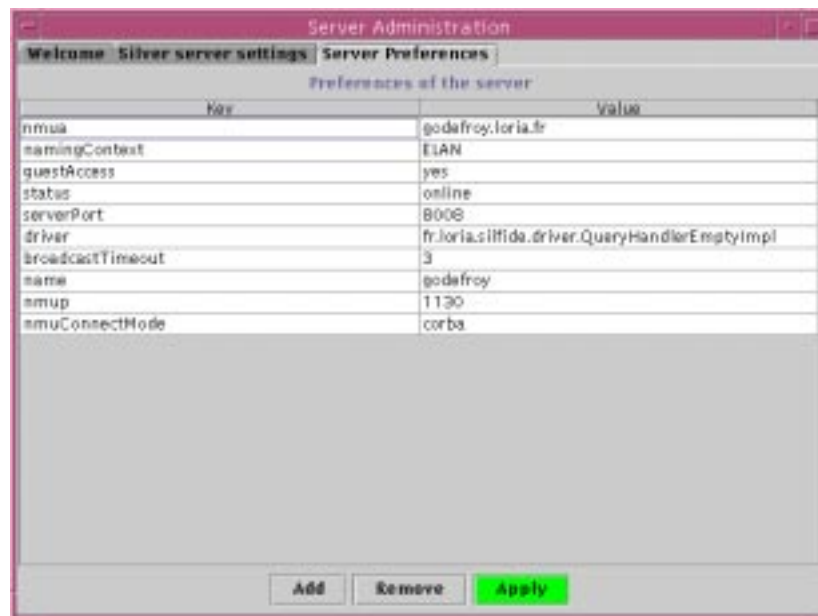 Server Administration
Welcome Silver server settings Server Preferences
Preferences of the server
Key Value
nmua godefroy.loria.fr
namingContext ELAN
guestAccess yes
status online
serverPort 8008
driver fr.loria.silfide.driver.QueryHandlerEmptyImpl
broadcastTimeout 3
name godefroy
nmup 1130
nmuConnectMode corba
Add Remove Apply